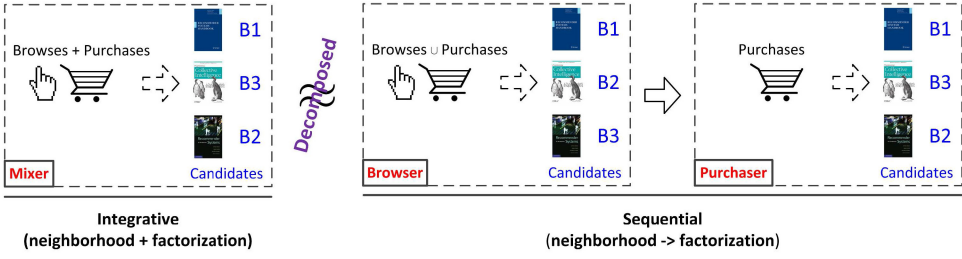 Browses + Purchases
B1
B3
B2
Mixer
Candidates
Integrative
(neighborhood + factorization)
Decomposed
Browses ∪ Purchases
B1
B2
B3
Browser
Candidates
Purchases
B1
B3
B2
Purchaser
Candidates
Sequential
(neighborhood -> factorization)